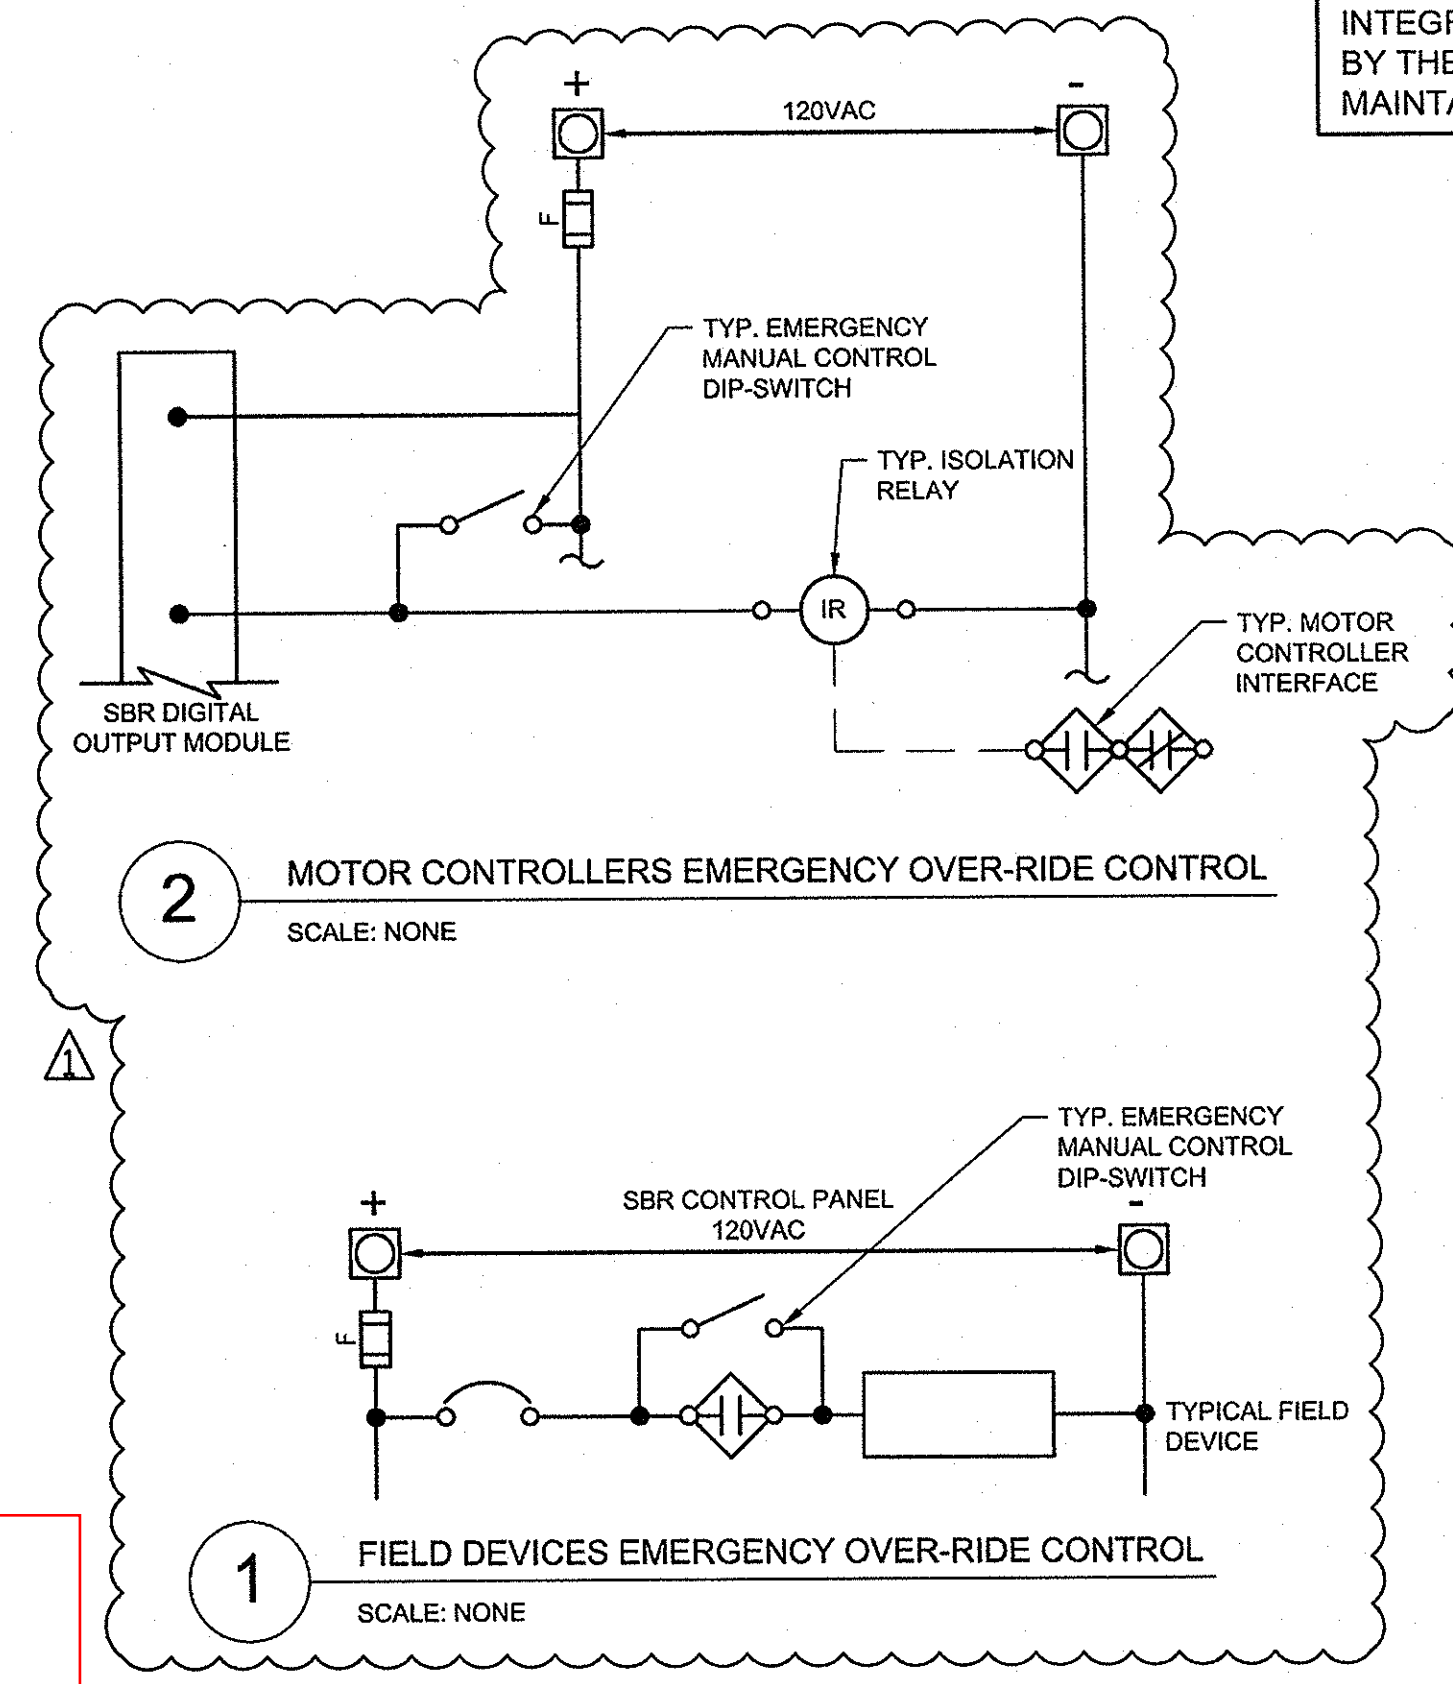 INTEGR
BY THE
MAINTA
+
-
120VAC
F
TYP. EMERGENCY
MANUAL CONTROL
DIP-SWITCH
TYP. ISOLATION
RELAY
IR
TYP. MOTOR
CONTROLLER
INTERFACE
SBR DIGITAL
OUTPUT MODULE
2
MOTOR CONTROLLERS EMERGENCY OVER-RIDE CONTROL
SCALE: NONE
1
TYP. EMERGENCY
MANUAL CONTROL
DIP-SWITCH
+
SBR CONTROL PANEL
120VAC
-
F
TYPICAL FIELD
DEVICE
1
FIELD DEVICES EMERGENCY OVER-RIDE CONTROL
SCALE: NONE